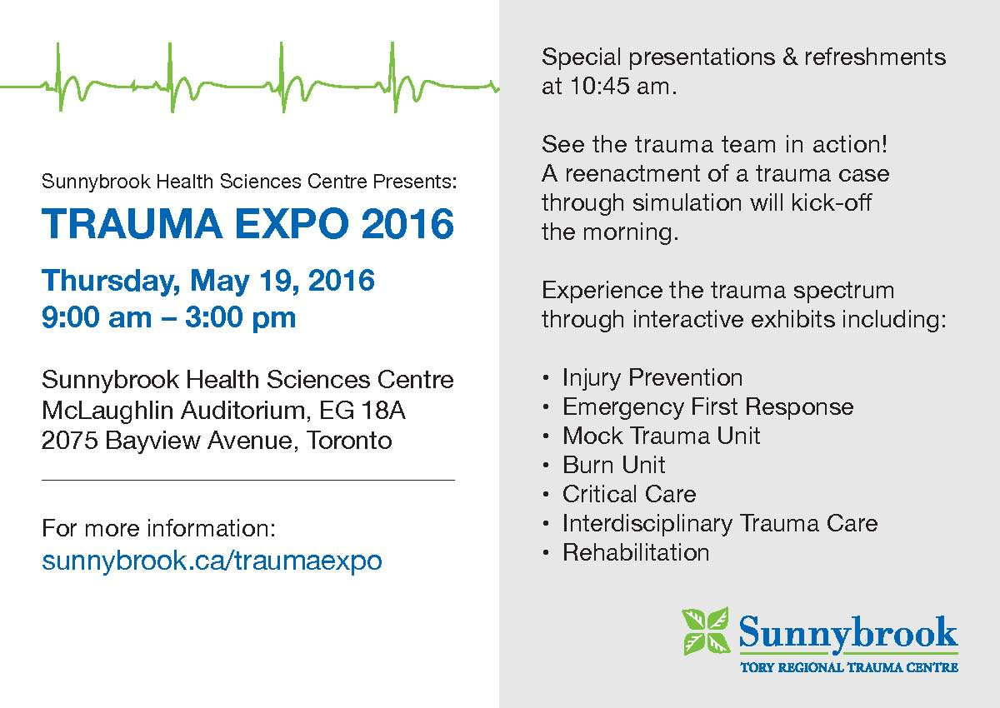 Sunnybrook Health Sciences Centre Presents:
TRAUMA EXPO 2016
Thursday, May 19, 2016
9:00 am – 3:00 pm
Sunnybrook Health Sciences Centre
McLaughlin Auditorium, EG 18A
2075 Bayview Avenue, Toronto
For more information:
sunnybrook.ca/traumaexpo
Special presentations & refreshments
at 10:45 am.
See the trauma team in action!
A reenactment of a trauma case
through simulation will kick-off
the morning.
Experience the trauma spectrum
through interactive exhibits including:
• Injury Prevention
• Emergency First Response
• Mock Trauma Unit
• Burn Unit
• Critical Care
• Interdisciplinary Trauma Care
• Rehabilitation
Sunnybrook
TORY REGIONAL TRAUMA CENTRE